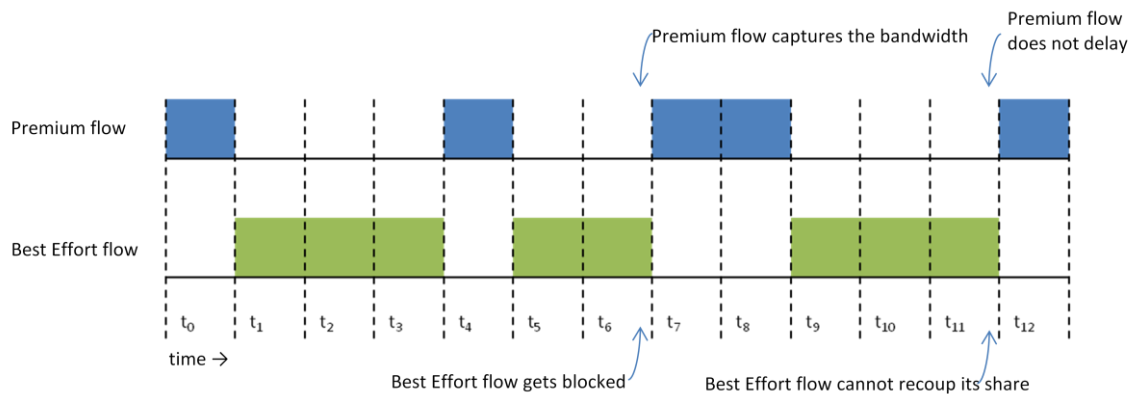 Premium flow captures the bandwidth
Premium flow
does not delay
Premium flow
Best Effort flow
t₀ t₁ t₂ t₃ t₄ t₅ t₆ t₇ t₈ t₉ t₁₀ t₁₁ t₁₂
time →
Best Effort flow gets blocked
Best Effort flow cannot recoup its share